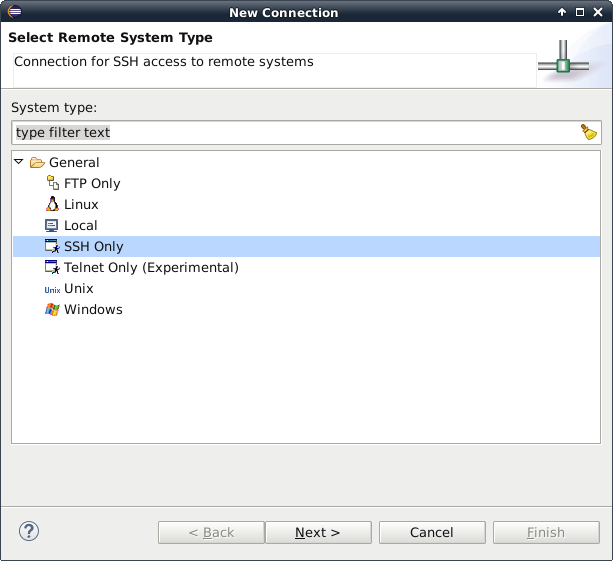 New Connection
Select Remote System Type
Connection for SSH access to remote systems
System type:
type filter text
General
FTP Only
Linux
Local
SSH Only
Telnet Only (Experimental)
Unix Unix
Windows
?
< Back Next > Cancel Finish